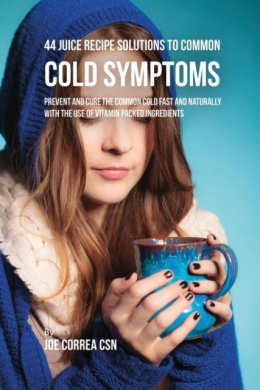 44 JUICE RECIPE SOLUTIONS TO COMMON
COLD SYMPTOMS
PREVENT AND CURE THE COMMON COLD FAST AND NATURALLY
WITH THE USE OF VITAMIN PACKED INGREDIENTS
By
JOE CORREA CSN